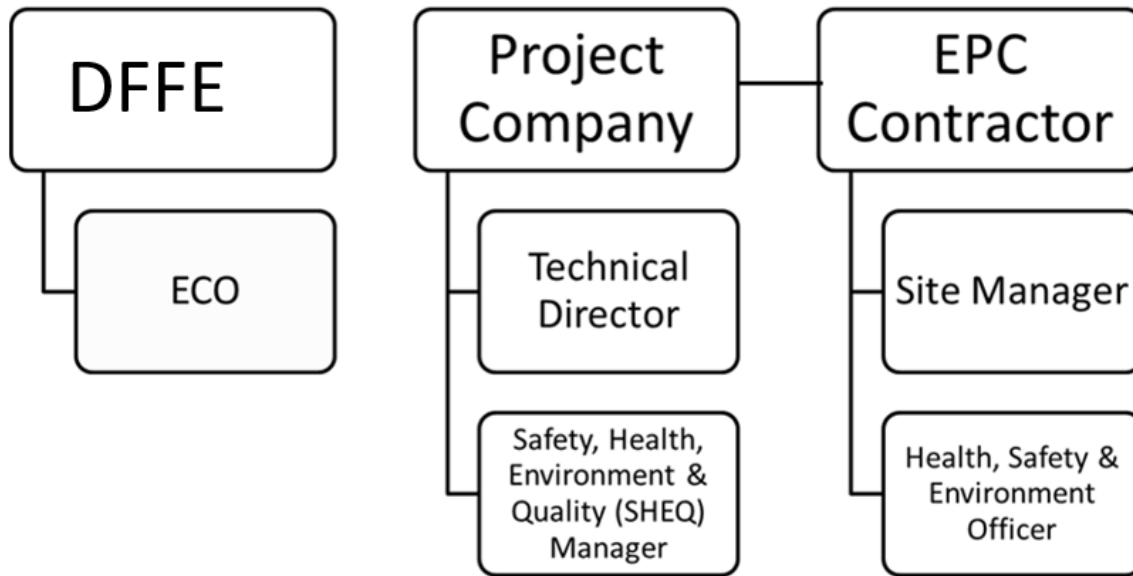 DFFE
ECO
Project
Company
Technical
Director
Safety, Health,
Environment &
Quality (SHEQ)
Manager
EPC
Contractor
Site Manager
Health, Safety &
Environment
Officer